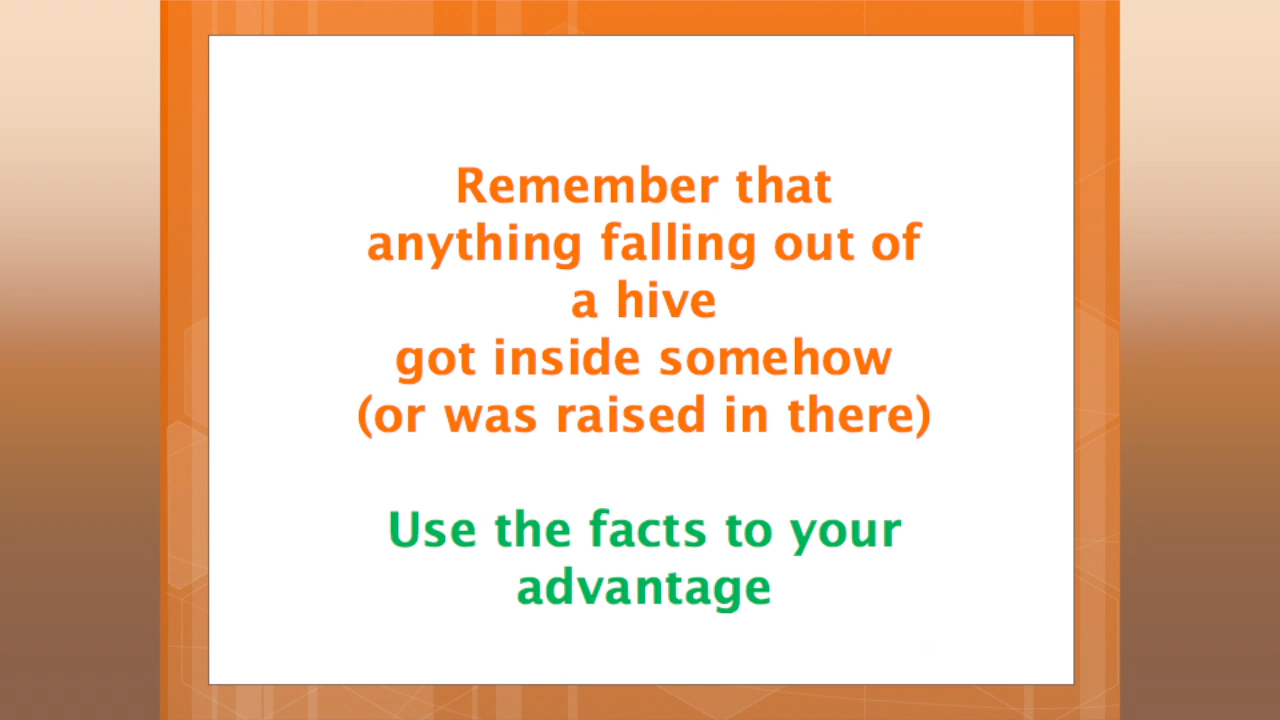 Remember that
anything falling out of
a hive
got inside somehow
(or was raised in there)
Use the facts to your
advantage